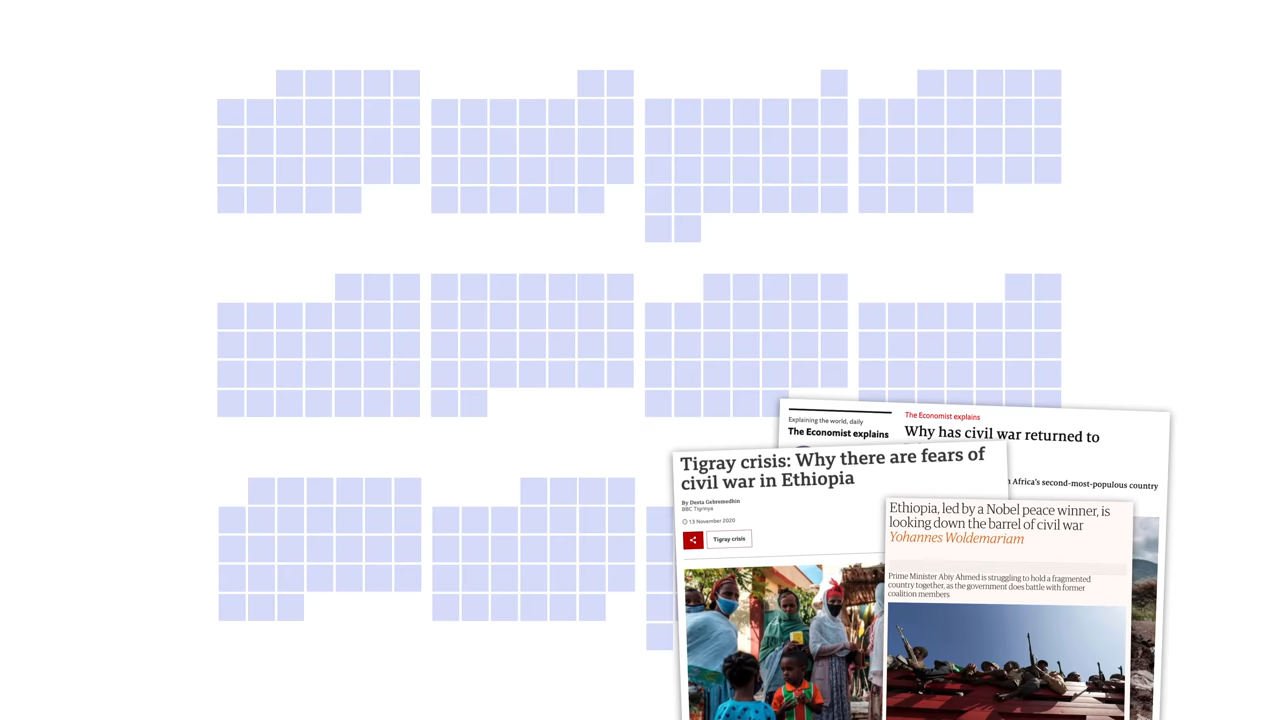 Explaining the world, daily
The Economist explains
The Economist explains
Why has civil war returned to
Africa's second-most-populous country
Tigray crisis: Why there are fears of
civil war in Ethiopia
By Desta Gebremedhin
BBC Tigrinya
13 November 2020
Tigray crisis
Ethiopia, led by a Nobel peace winner, is
looking down the barrel of civil war
Yohannes Woldemariam
Prime Minister Abiy Ahmed is struggling to hold a fragmented
country together, as the government does battle with former
coalition members